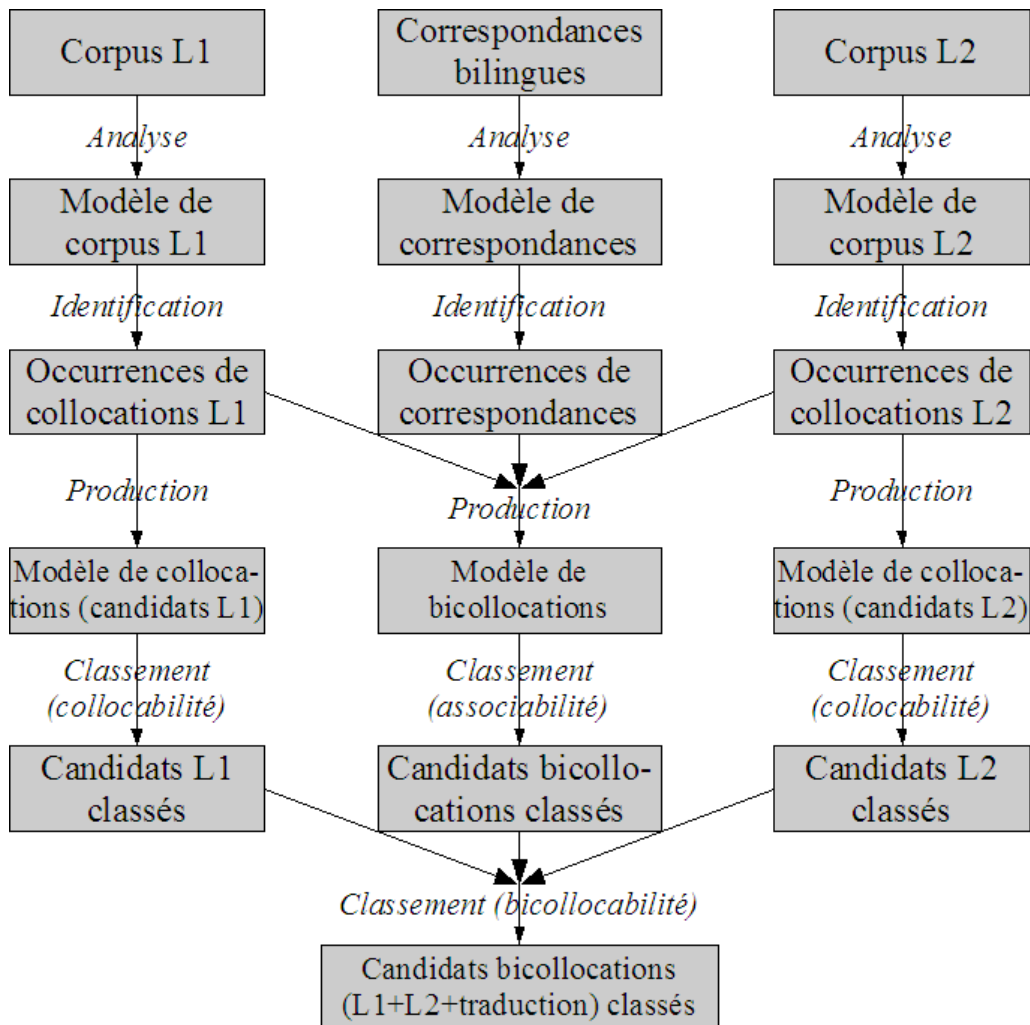 Corpus L1
Correspondances
bilingues
Corpus L2
Analyse
Analyse
Analyse
Modèle de
corpus L1
Modèle de
correspondances
Modèle de
corpus L2
Identification
Identification
Identification
Occurrences de
collocations L1
Occurrences de
correspondances
Occurrences de
collocations L2
Production
Production
Production
Modèle de colloca-
tions (candidats L1)
Modèle de
bicollocations
Modèle de colloca-
tions (candidats L2)
Classement
(collocabilité)
Classement
(associabilité)
Classement
(collocabilité)
Candidats L1
classés
Candidats bicollo-
cations classés
Candidats L2
classés
Classement (bicollocabilité)
Candidats bicollocations
(L1+L2+traduction) classés